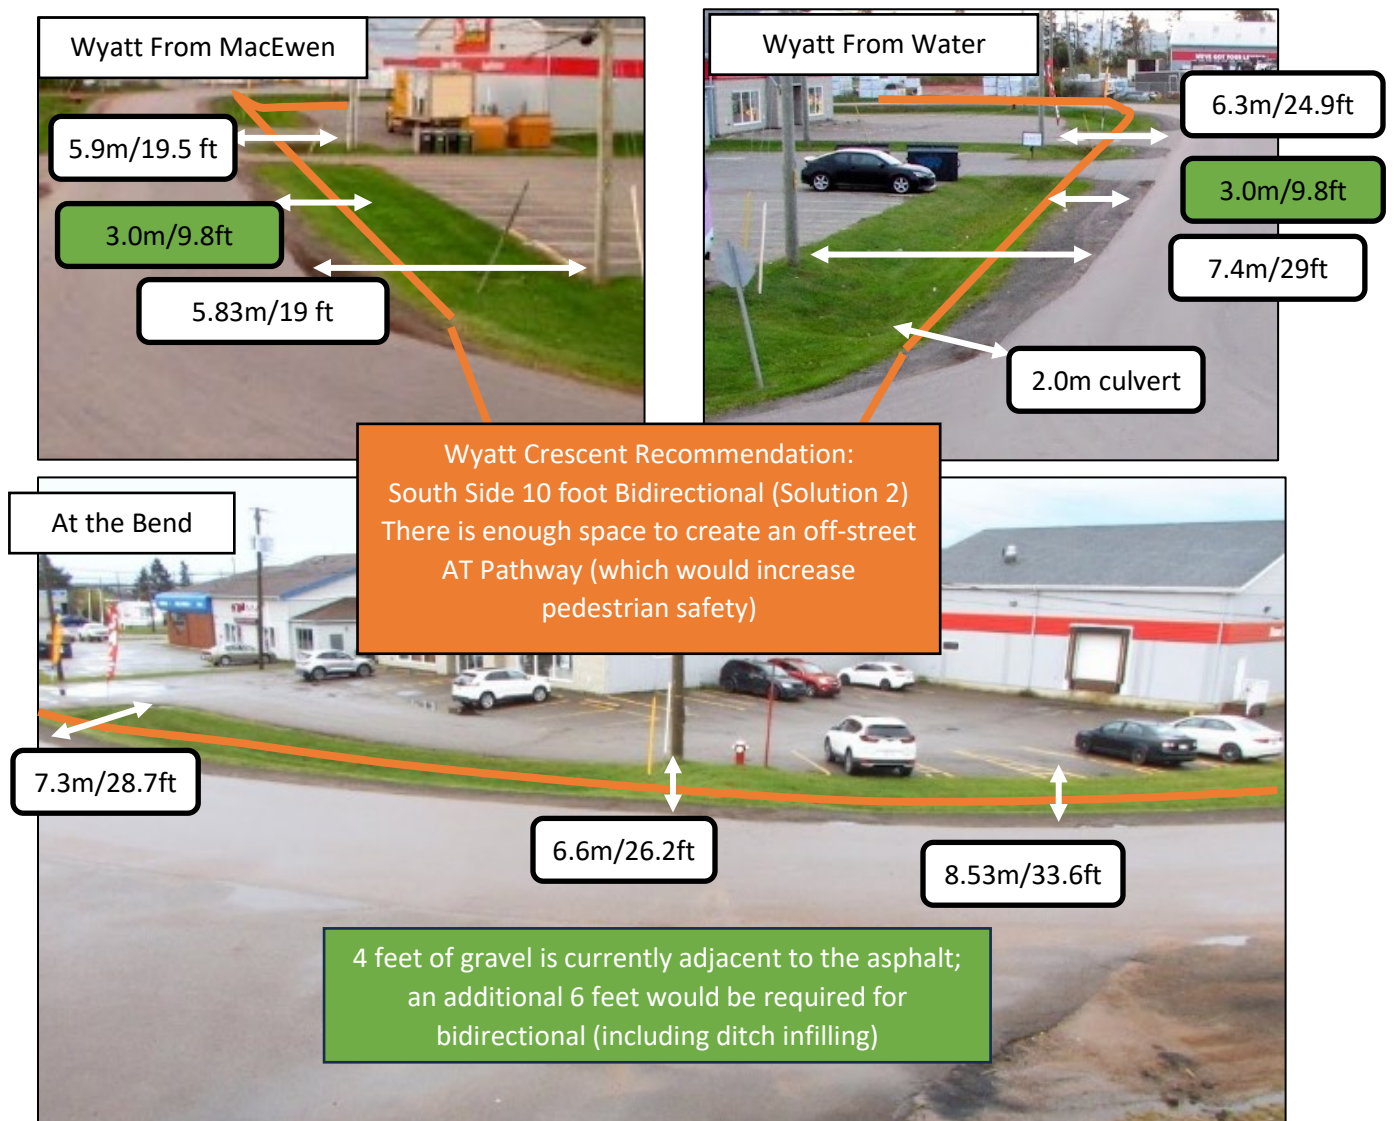 Wyatt From MacEwen
5.9m/19.5 ft
3.0m/9.8ft
5.83m/19 ft
Wyatt From Water
6.3m/24.9ft
3.0m/9.8ft
7.4m/29ft
2.0m culvert
Wyatt Crescent Recommendation:
South Side 10 foot Bidirectional (Solution 2)
There is enough space to create an off-street
AT Pathway (which would increase
pedestrian safety)
At the Bend
7.3m/28.7ft
6.6m/26.2ft
8.53m/33.6ft
4 feet of gravel is currently adjacent to the asphalt;
an additional 6 feet would be required for
bidirectional (including ditch infilling)